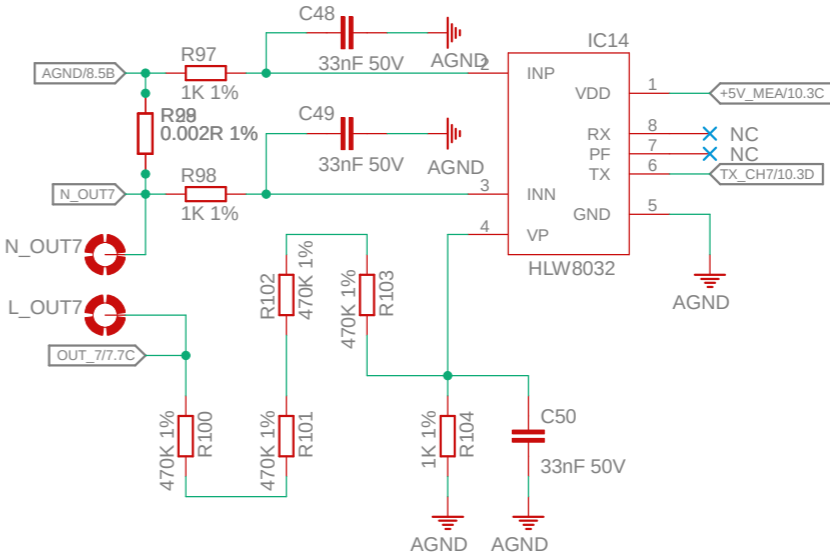 C48
33nF 50V
AGND
IC14
AGND/8.5B
R97
1K 1%
2
INP
VDD
1
+5V_MEA/10.3C
0.002R 1%
C49
33nF 50V
AGND
RX
8
NC
PF
7
NC
TX
6
TX_CH7/10.3D
N_OUT7
R98
1K 1%
3
INN
4
VP
GND
5
HLW8032
AGND
N_OUT7
L_OUT7
OUT_7/7.7C
R102
470K 1%
470K 1%
R103
470K 1%
R100
470K 1%
R101
1K 1%
R104
C50
33nF 50V
AGND
AGND